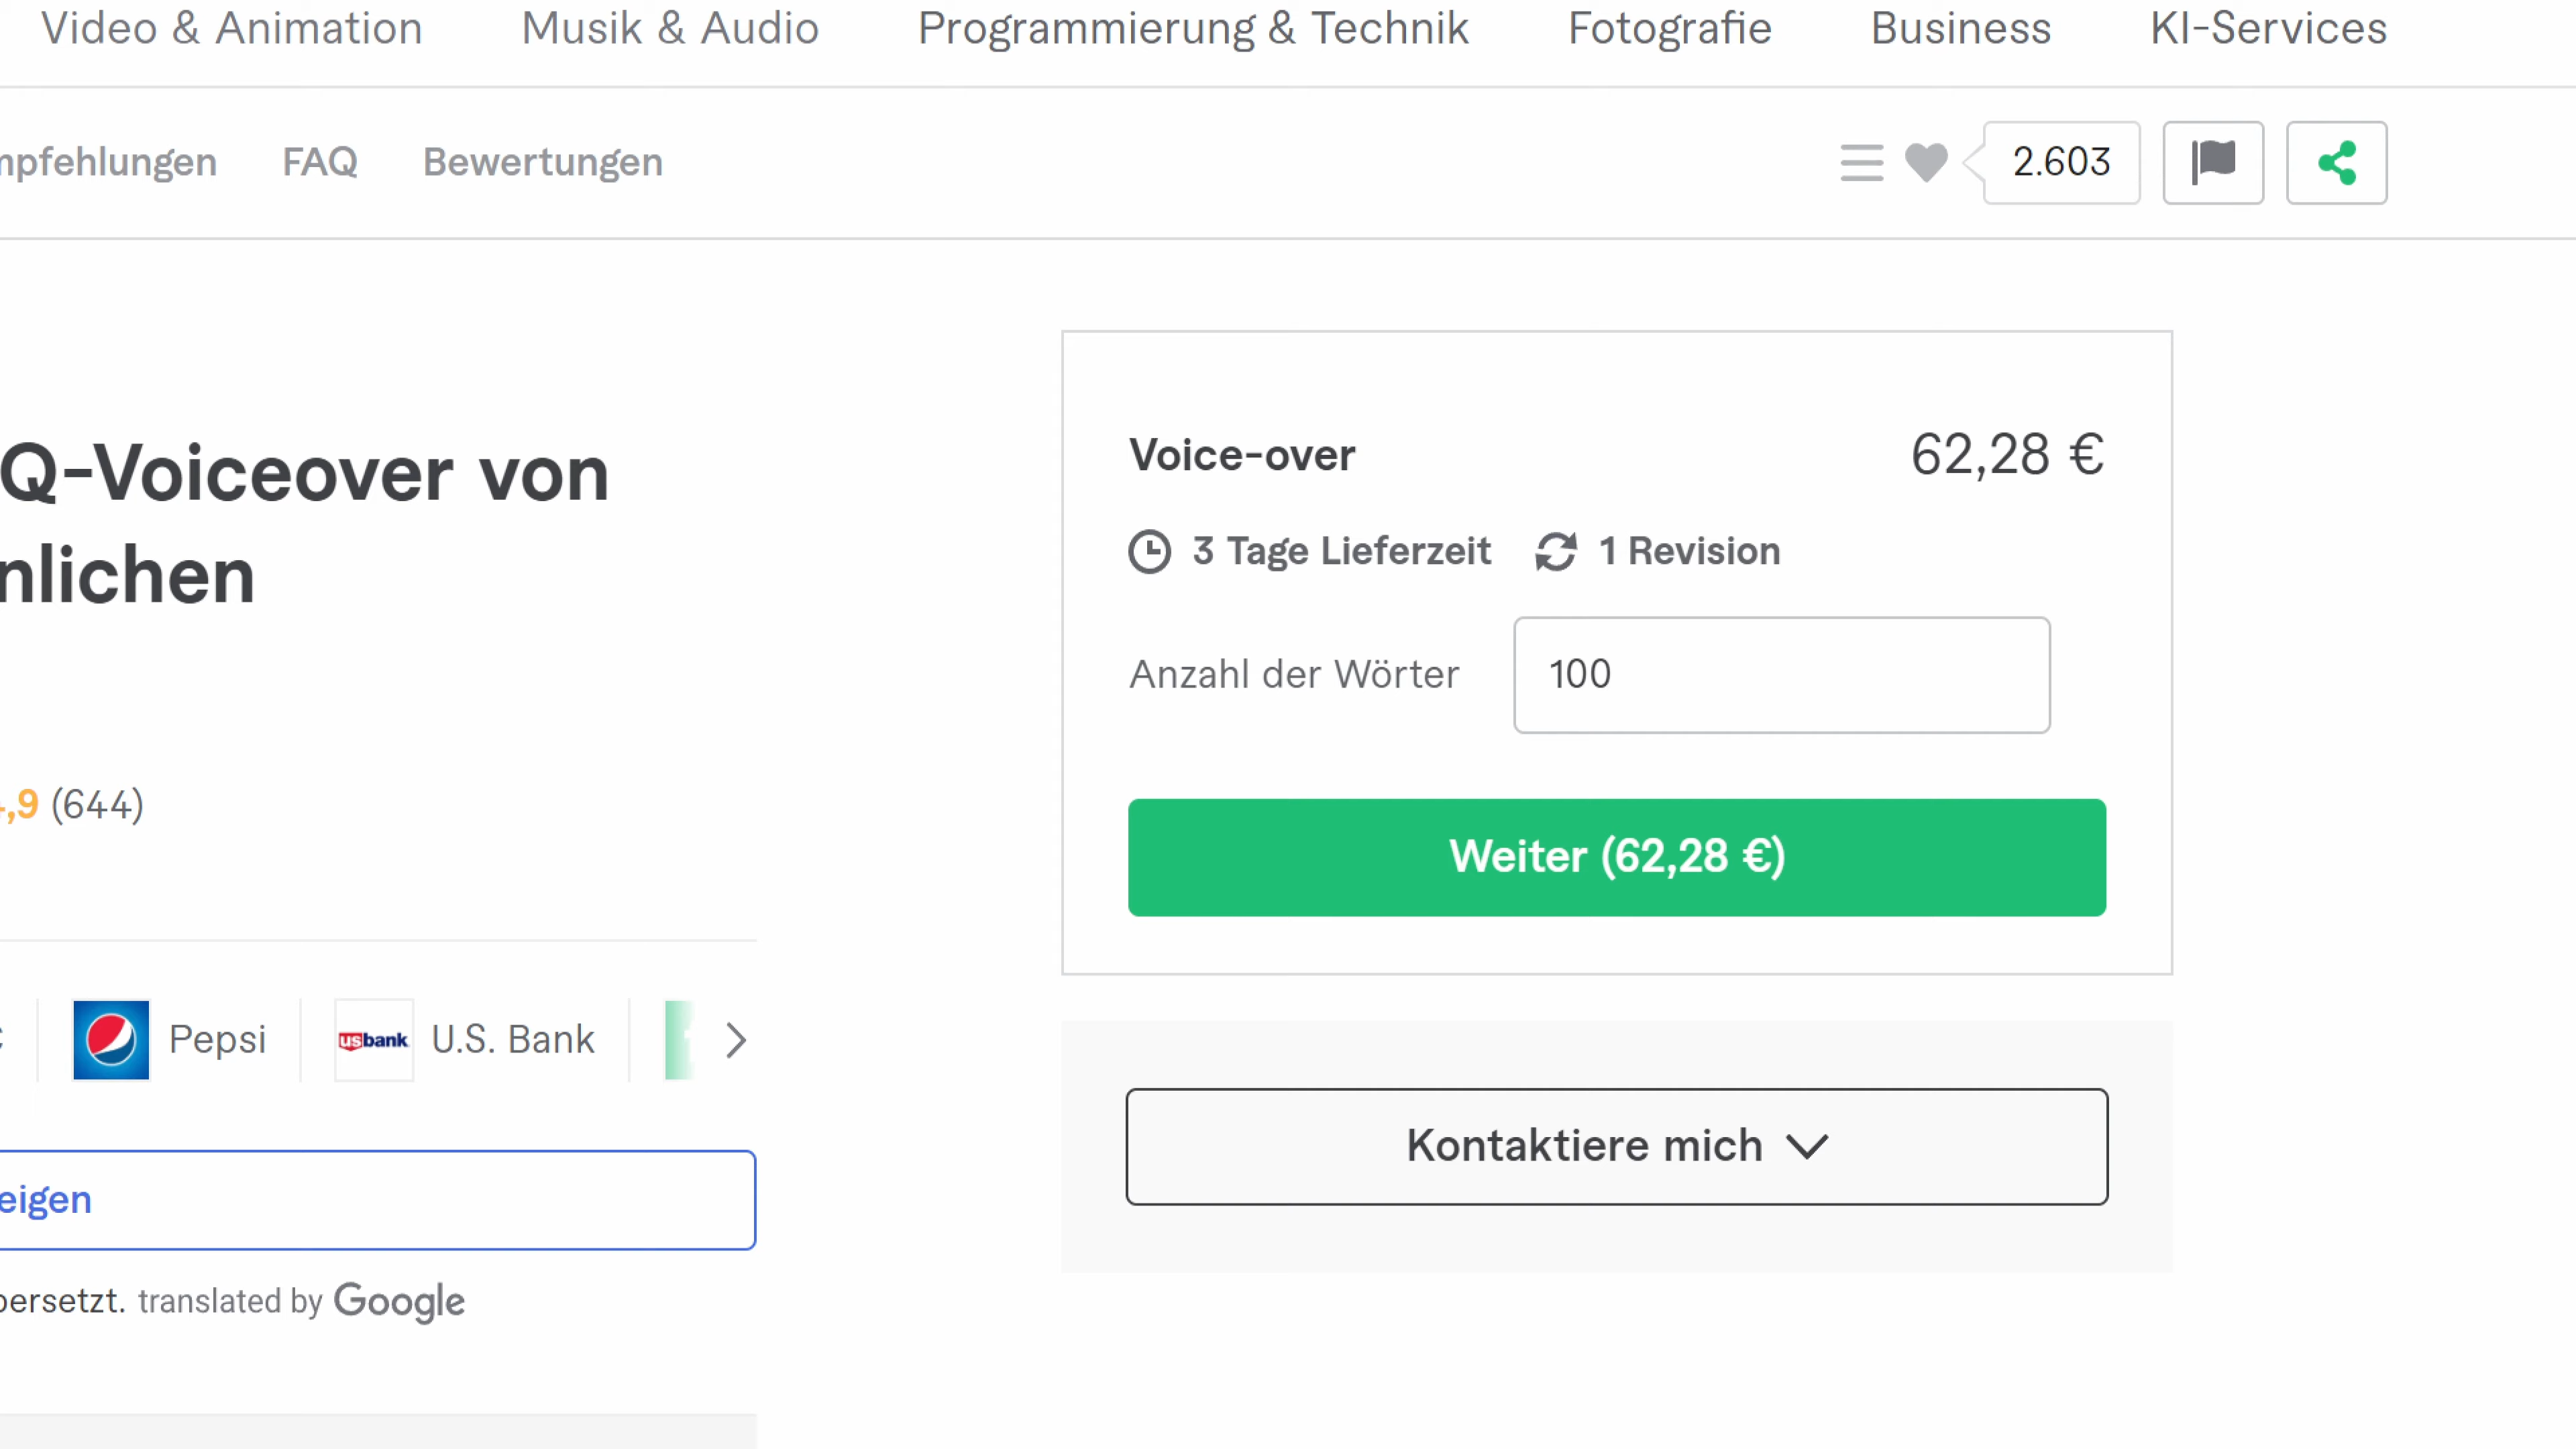 Video & Animation Musik & Audio Programmierung & Technik Fotografie Business KI-Services
FAQ Bewertungen 2.603
Q-Voiceover von
nlichen
,9 (644)
Pepsi usbank U.S. Bank
eigen
translated by Google
Voice-over 62,28 €
3 Tage Lieferzeit 1 Revision
Anzahl der Wörter 100
Weiter (62,28 €)
Kontaktiere mich